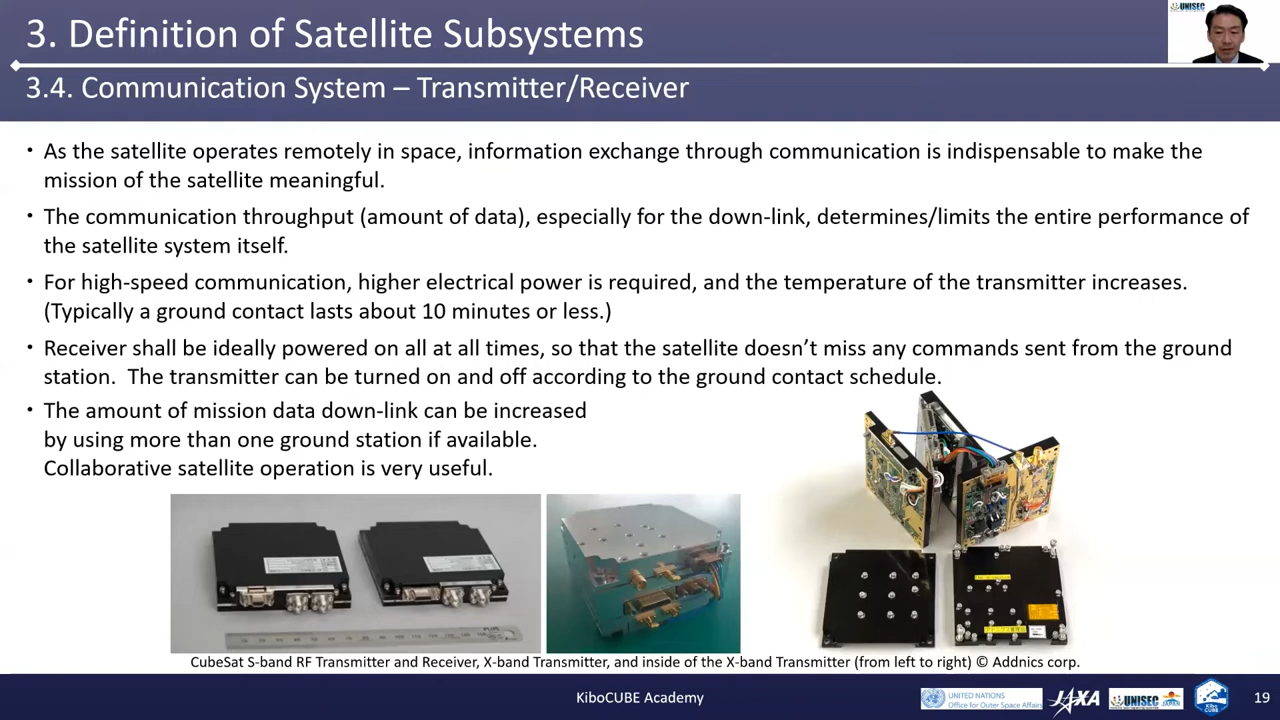 UNISEC
3. Definition of Satellite Subsystems
3.4. Communication System – Transmitter/Receiver
• As the satellite operates remotely in space, information exchange through communication is indispensable to make the
mission of the satellite meaningful.
• The communication throughput (amount of data), especially for the down-link, determines/limits the entire performance of
the satellite system itself.
• For high-speed communication, higher electrical power is required, and the temperature of the transmitter increases.
(Typically a ground contact lasts about 10 minutes or less.)
• Receiver shall be ideally powered on all at all times, so that the satellite doesn’t miss any commands sent from the ground
station. The transmitter can be turned on and off according to the ground contact schedule.
• The amount of mission data down-link can be increased
by using more than one ground station if available.
Collaborative satellite operation is very useful.
CubeSat S-band RF Transmitter and Receiver, X-band Transmitter, and inside of the X-band Transmitter (from left to right) © Addnics corp.
KiboCUBE Academy
UNITED NATIONS
Office for Outer Space Affairs
JAXA
UNISEC
JAPAN
Kibo
CUBE
19